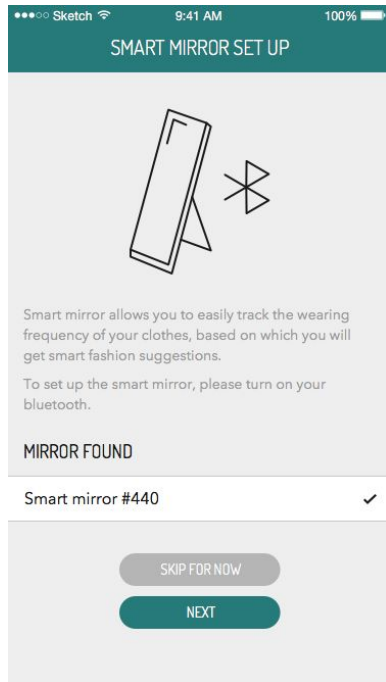 Sketch 9:41 AM 100%
SMART MIRROR SET UP
Smart mirror allows you to easily track the wearing
frequency of your clothes, based on which you will
get smart fashion suggestions.
To set up the smart mirror, please turn on your
bluetooth.
MIRROR FOUND
Smart mirror #440
SKIP FOR NOW
NEXT